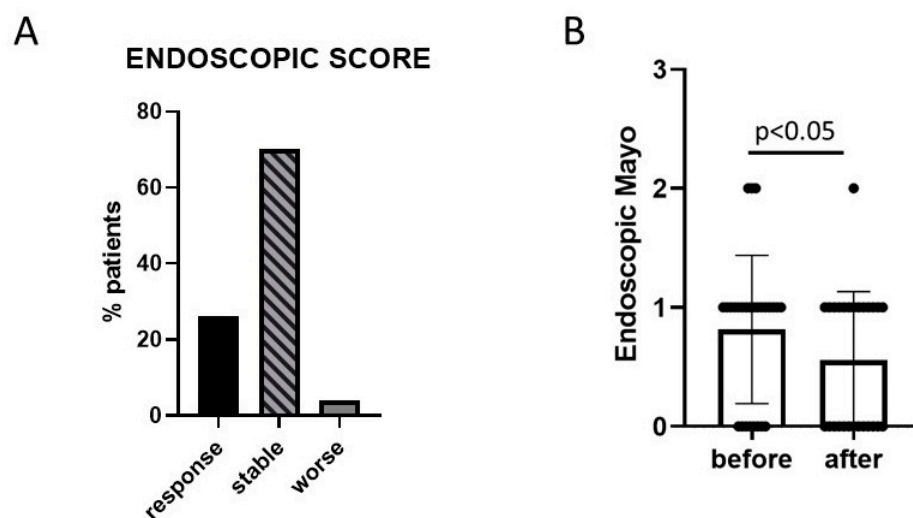 A
ENDOSCOPIC SCORE
% patients
80
60
40
20
0
response
stable
worse
B
Endoscopic Mayo
3
2
1
0
p<0.05
before
after